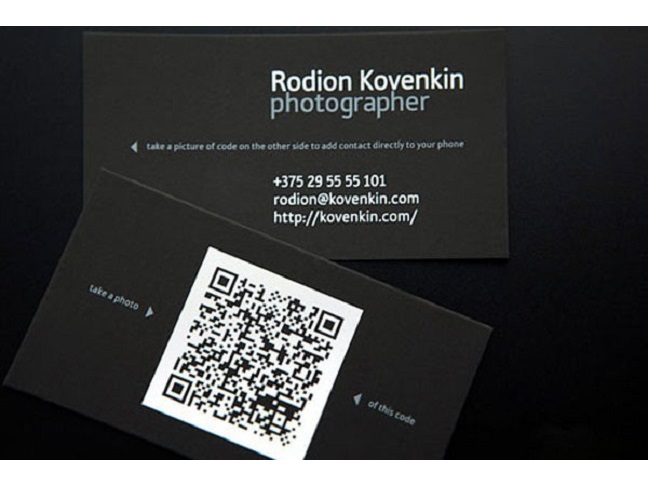 Rodion Kovenkin
photographer
take a picture of code on the other side to add contact directly to your phone
+375 29 55 55 101
rodion@kovenkin.com
http://kovenkin.com/
take a photo
of this code